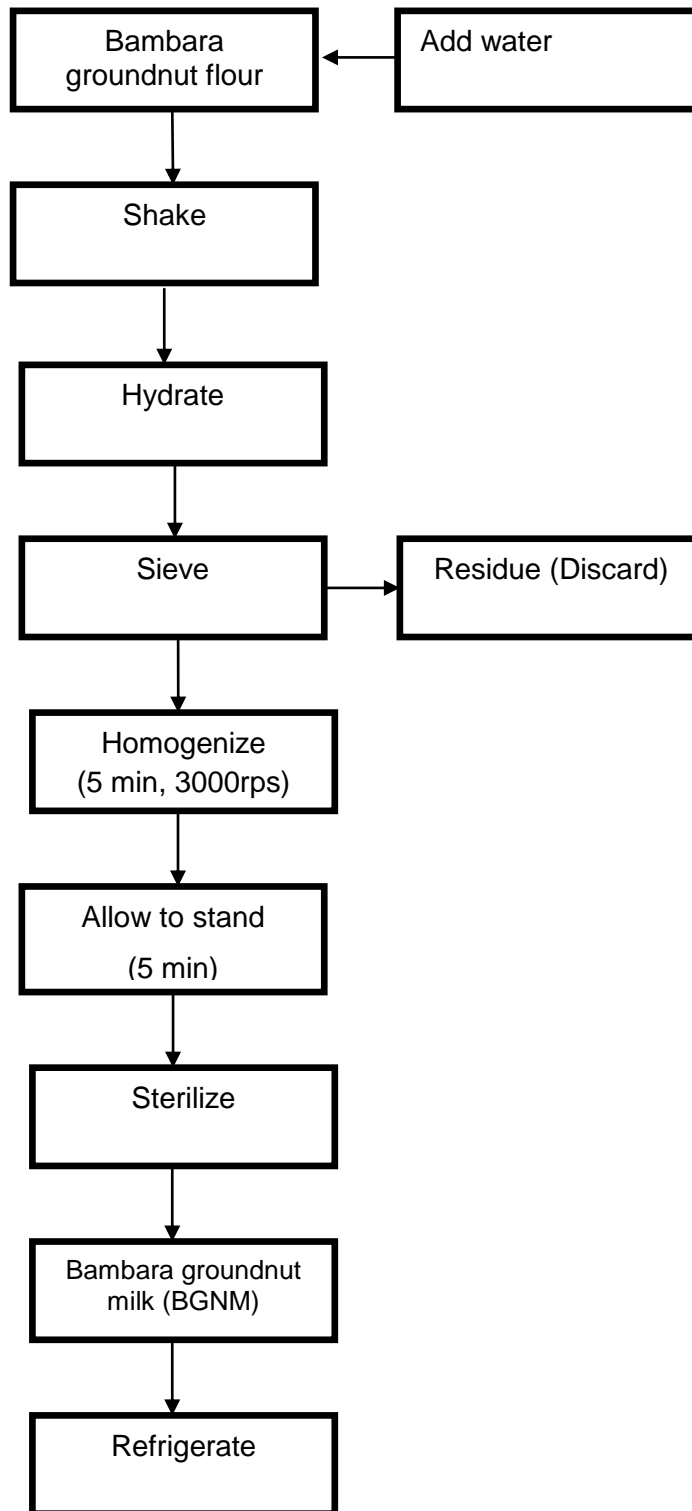 Bambara
groundnut flour
Add water
Shake
Hydrate
Sieve
Residue (Discard)
Homogenize
(5 min, 3000rps)
Allow to stand
(5 min)
Sterilize
Bambara groundnut
milk (BGNM)
Refrigerate